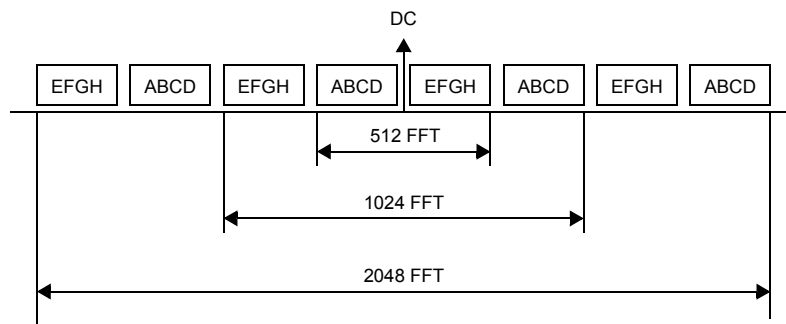 DC
EFGH ABCD EFGH ABCD EFGH ABCD EFGH ABCD
512 FFT
1024 FFT
2048 FFT